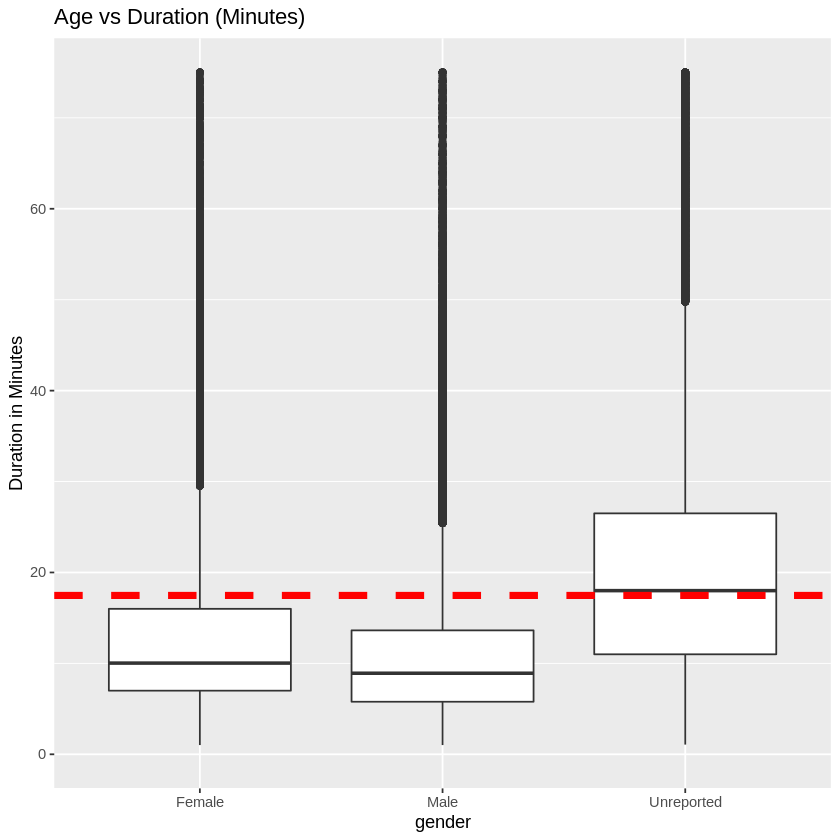 Age vs Duration (Minutes)
Duration in Minutes
60
40
20
0
Female
Male
Unreported
gender